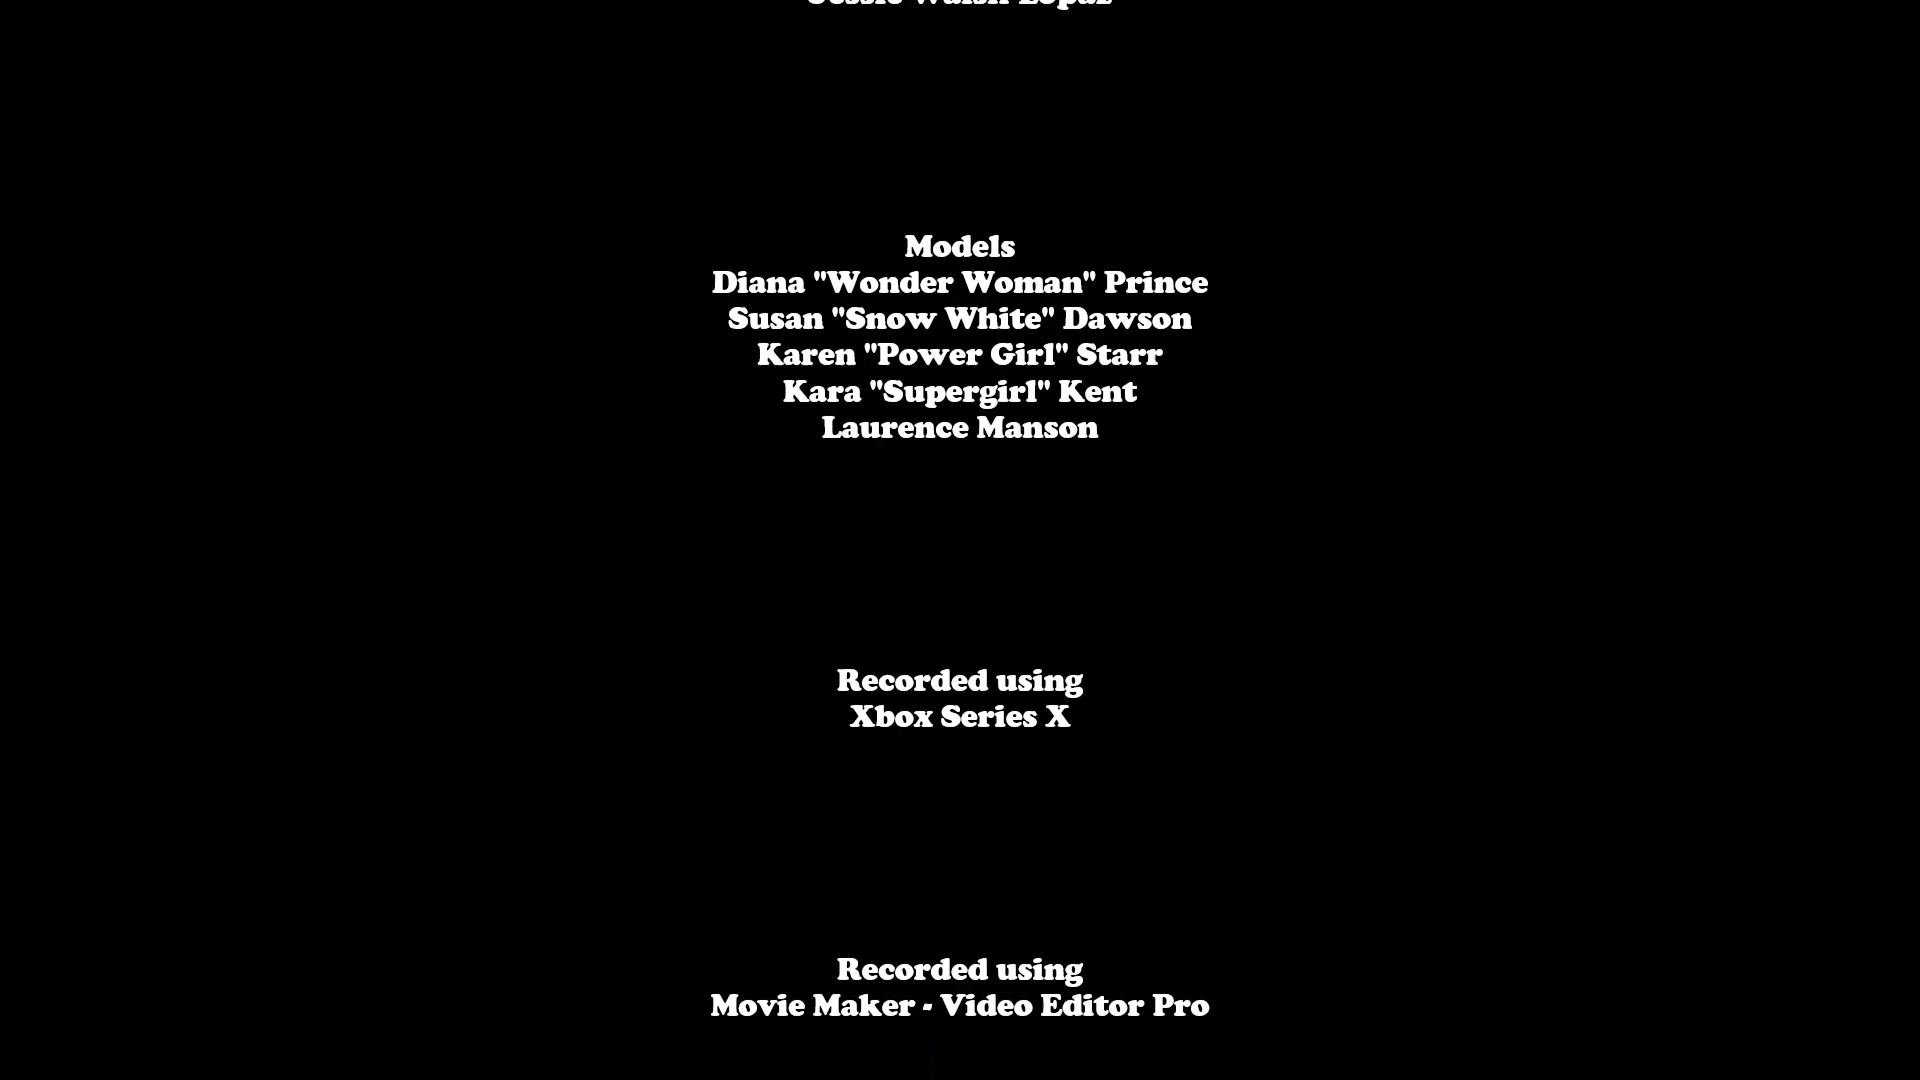 Models
Diana "Wonder Woman" Prince
Susan "Snow White" Dawson
Karen "Power Girl" Starr
Kara "Supergirl" Kent
Laurence Manson
Recorded using
Xbox Series X
Recorded using
Movie Maker - Video Editor Pro